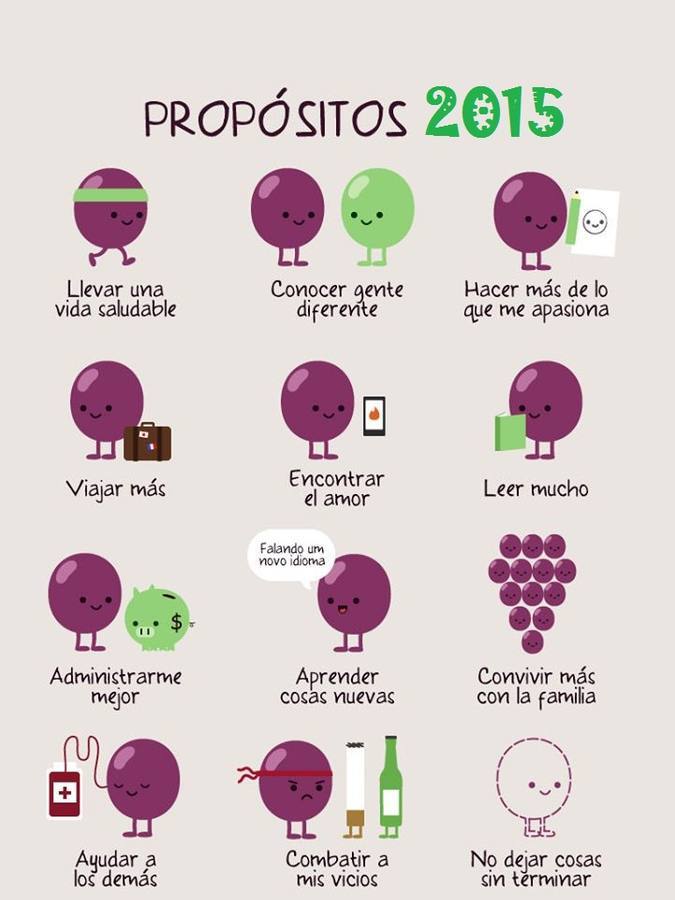 PROPÓSITOS 2015
Llevar una
vida saludable
Conocer gente
diferente
Hacer más de lo
que me apasiona
Viajar más
Encontrar
el amor
Leer mucho
$
Administrarme
mejor
Falando um
novo idioma
Aprender
cosas nuevas
Convivir más
con la familia
Ayudar a
los demás
Combatir a
mis vicios
No dejar cosas
sin terminar